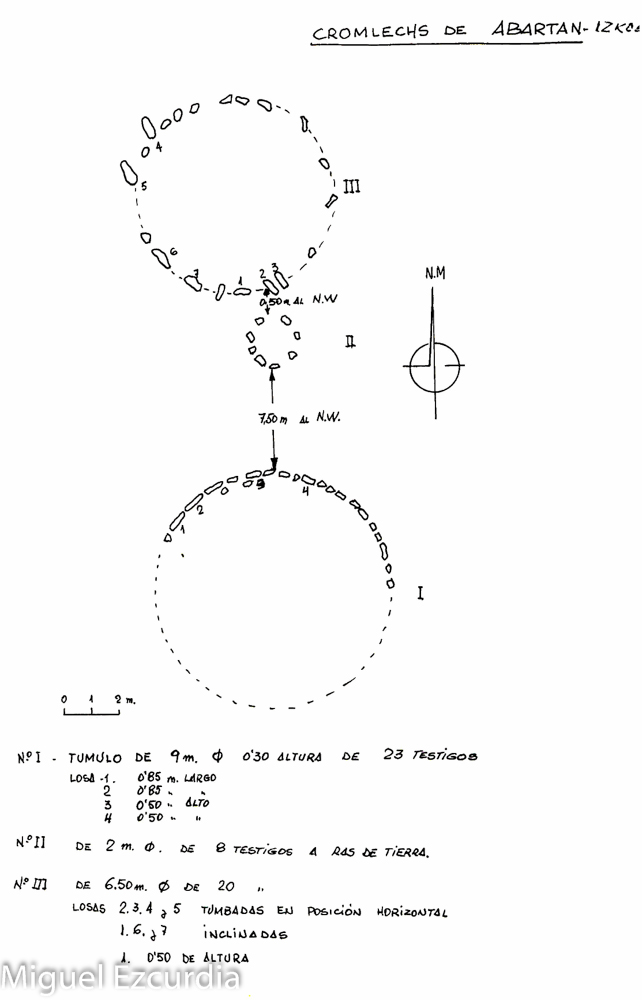 CROMLECHS DE ABARTAN-
4
5
III
6
7
1
2
3
0,50 m AL N.W
N.M
II
7,50 m AL N.W.
3
4
2
1
I
0 1 2 m.
Nº I - TUMÚLO DE 9 m. Ø 0'30 ALTURA DE 23 TESTIGOS
LOSA -1. 0'85 m. LARGO
2 0'85 " "
3 0'50 " ALTO
4 0'50 " "
Nº II DE 2 m. Ø. DE 8 TESTIGOS A RAS DE TIERRA.
Nº III DE 6.50 m. Ø DE 20 "
LOSAS 2.3.4 y 5 TUMBADAS EN POSICIÓN HORIZONTAL
1.6. y 7 INCLINADAS
1. 0'50 DE ALTURA
Miguel Ezcurdia